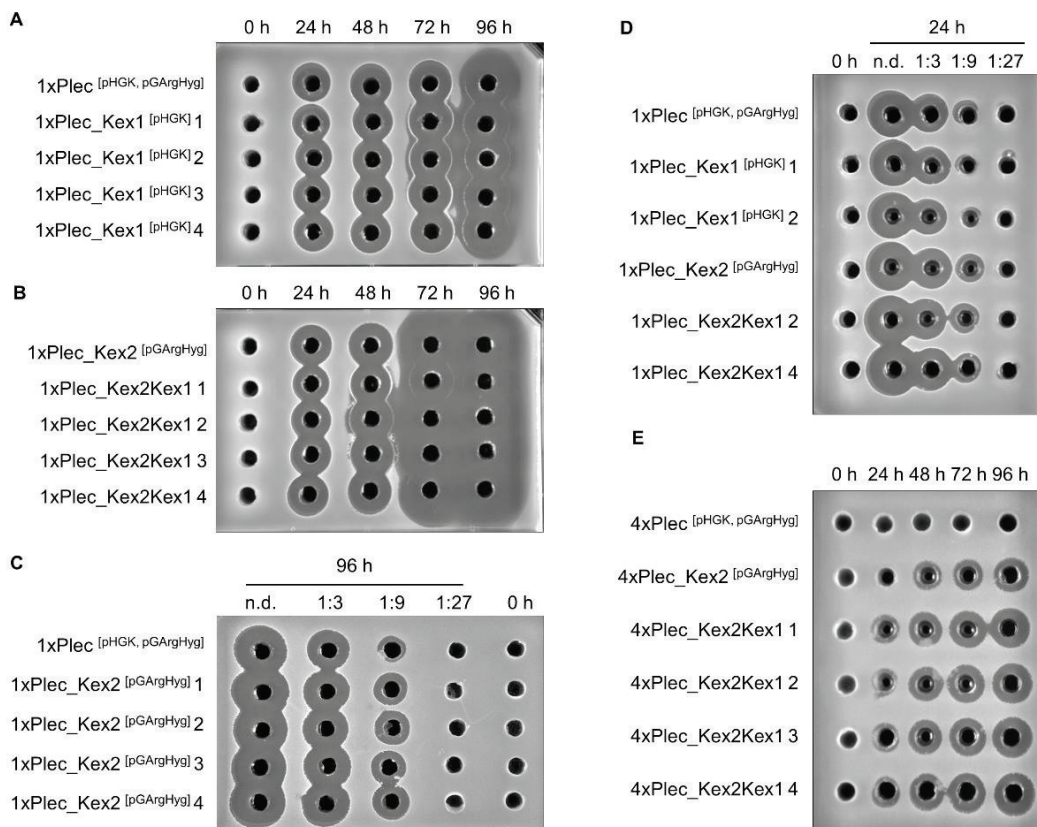 A
0 h 24 h 48 h 72 h 96 h
1xPlec [pHGK, pGArgHyg]
1xPlec_Kex1 [pHGK] 1
1xPlec_Kex1 [pHGK] 2
1xPlec_Kex1 [pHGK] 3
1xPlec_Kex1 [pHGK] 4
B
0 h 24 h 48 h 72 h 96 h
1xPlec_Kex2 [pGArgHyg]
1xPlec_Kex2Kex1 1
1xPlec_Kex2Kex1 2
1xPlec_Kex2Kex1 3
1xPlec_Kex2Kex1 4
C
96 h
n.d. 1:3 1:9 1:27 0 h
1xPlec [pHGK, pGArgHyg]
1xPlec_Kex2 [pGArgHyg] 1
1xPlec_Kex2 [pGArgHyg] 2
1xPlec_Kex2 [pGArgHyg] 3
1xPlec_Kex2 [pGArgHyg] 4
D
24 h
0 h n.d. 1:3 1:9 1:27
1xPlec [pHGK, pGArgHyg]
1xPlec_Kex1 [pHGK] 1
1xPlec_Kex1 [pHGK] 2
1xPlec_Kex2 [pGArgHyg]
1xPlec_Kex2Kex1 2
1xPlec_Kex2Kex1 4
E
0 h 24 h 48 h 72 h 96 h
4xPlec [pHGK, pGArgHyg]
4xPlec_Kex2 [pGArgHyg]
4xPlec_Kex2Kex1 1
4xPlec_Kex2Kex1 2
4xPlec_Kex2Kex1 3
4xPlec_Kex2Kex1 4